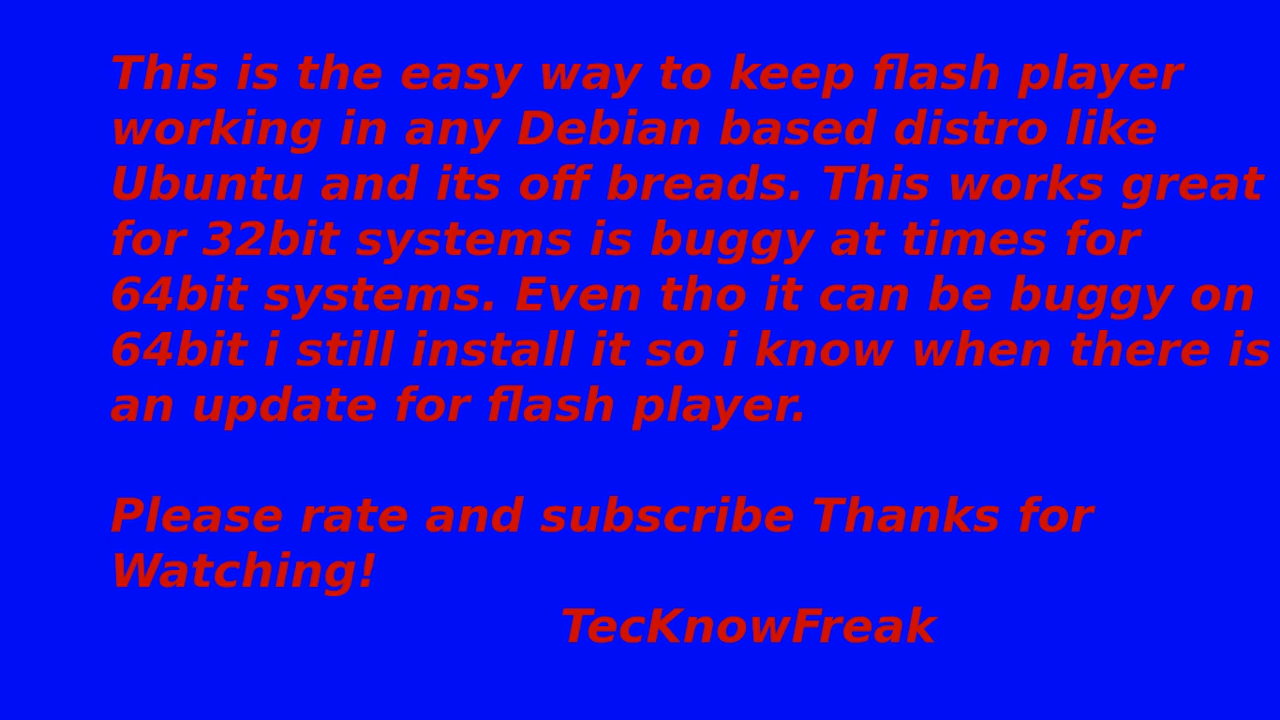 This is the easy way to keep flash player
working in any Debian based distro like
Ubuntu and its off breads. This works great
for 32bit systems is buggy at times for
64bit systems. Even tho it can be buggy on
64bit i still install it so i know when there is
an update for flash player.
Please rate and subscribe Thanks for
Watching!
TecKnowFreak